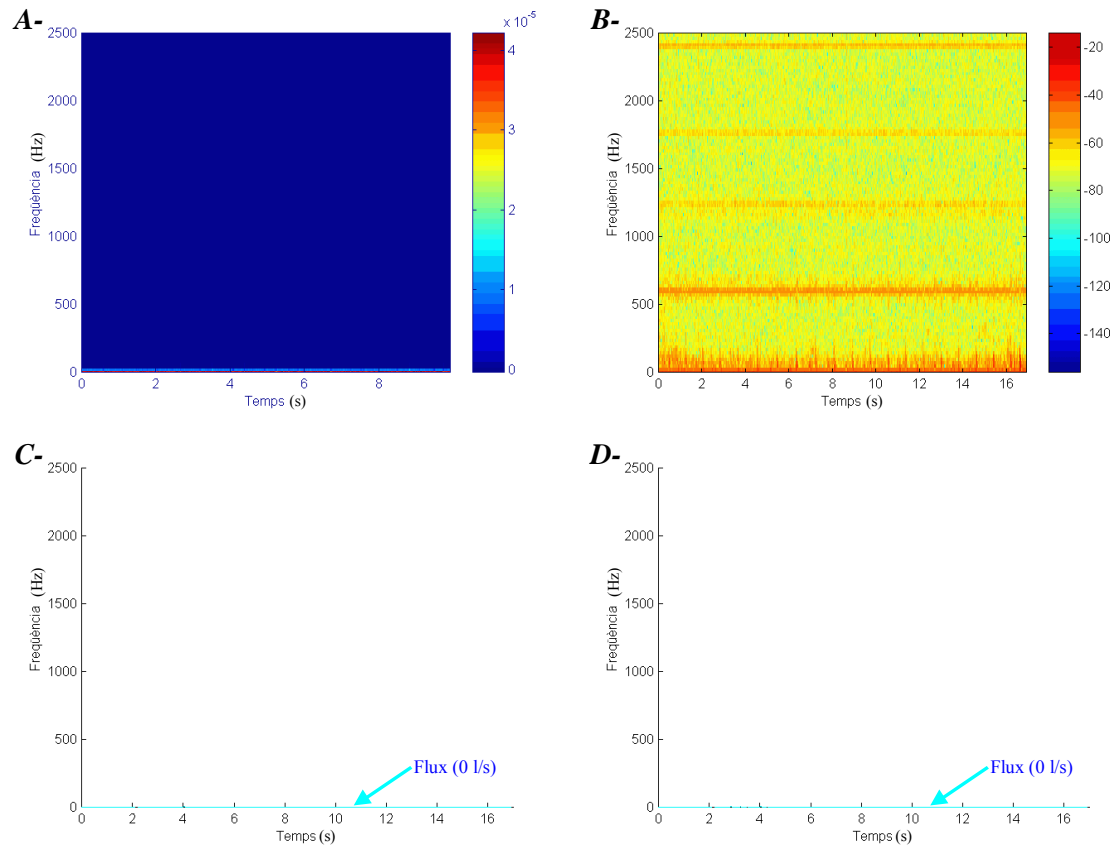 A-
x 10^-5
2500
2000
1500
1000
500
0
Freqüència (Hz)
0 2 4 6 8
Temps (s)
4
3
2
1
0
B-
2500
2000
1500
1000
500
0
Freqüència (Hz)
0 2 4 6 8 10 12 14 16
Temps (s)
-20
-40
-60
-80
-100
-120
-140
C-
2500
2000
1500
1000
500
0
Freqüència (Hz)
Flux (0 l/s)
0 2 4 6 8 10 12 14 16
Temps (s)
D-
2500
2000
1500
1000
500
0
Freqüència (Hz)
Flux (0 l/s)
0 2 4 6 8 10 12 14 16
Temps (s)